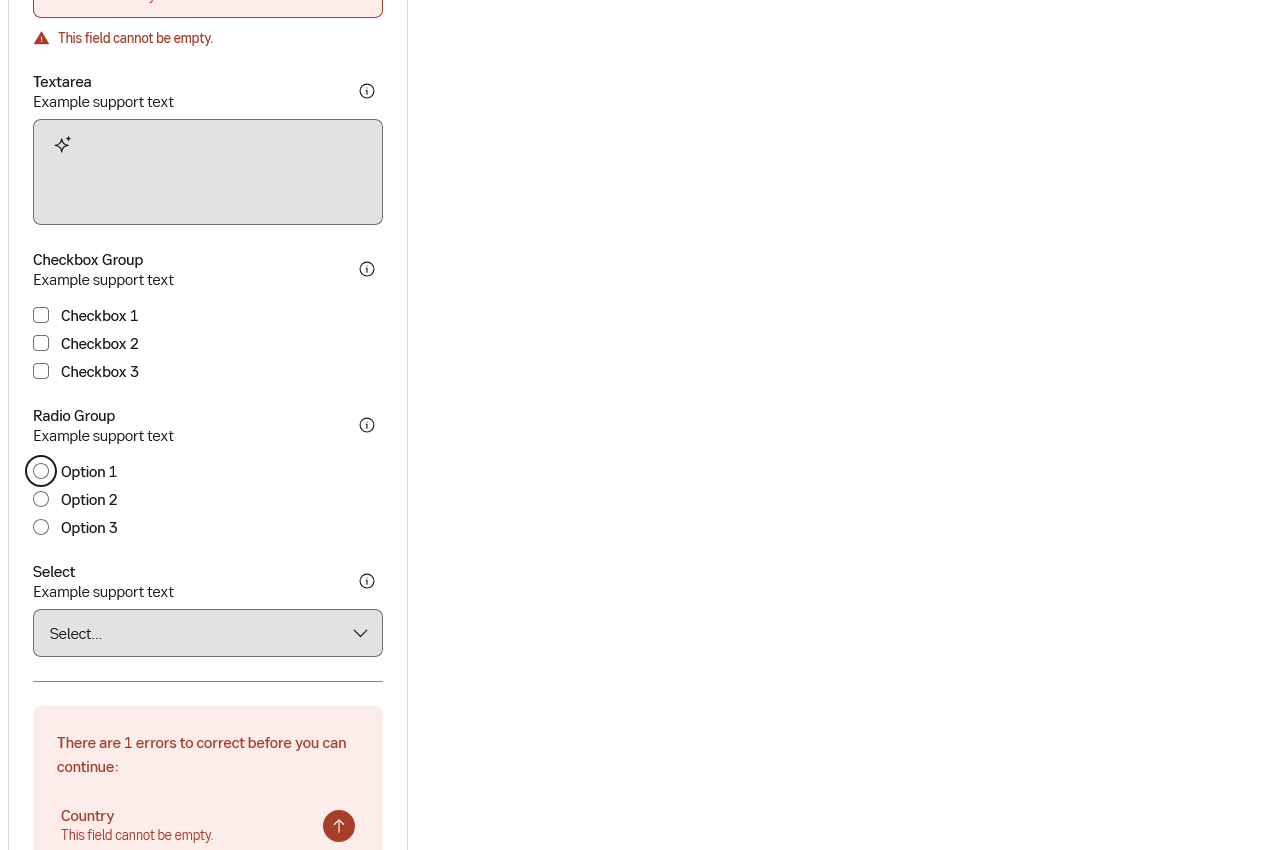 This field cannot be empty.
Textarea
Example support text
Checkbox Group
Example support text
Checkbox 1
Checkbox 2
Checkbox 3
Radio Group
Example support text
Option 1
Option 2
Option 3
Select
Example support text
Select...
There are 1 errors to correct before you can
continue:
Country
This field cannot be empty.